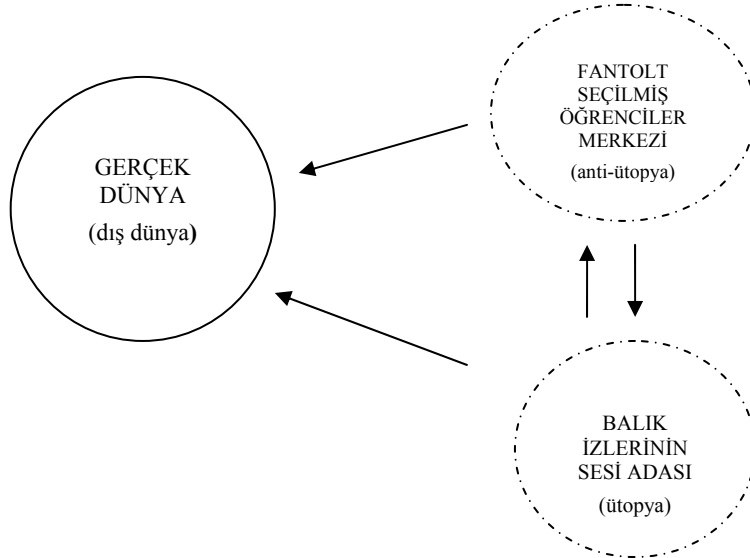 GERÇEK
DÜNYA
(dış dünya)
FANTOLT
SEÇİLMİŞ
ÖĞRENCİLER
MERKEZİ
(anti-ütopya)
BALIK
İZLERİNİN
SESİ ADASI
(ütopya)